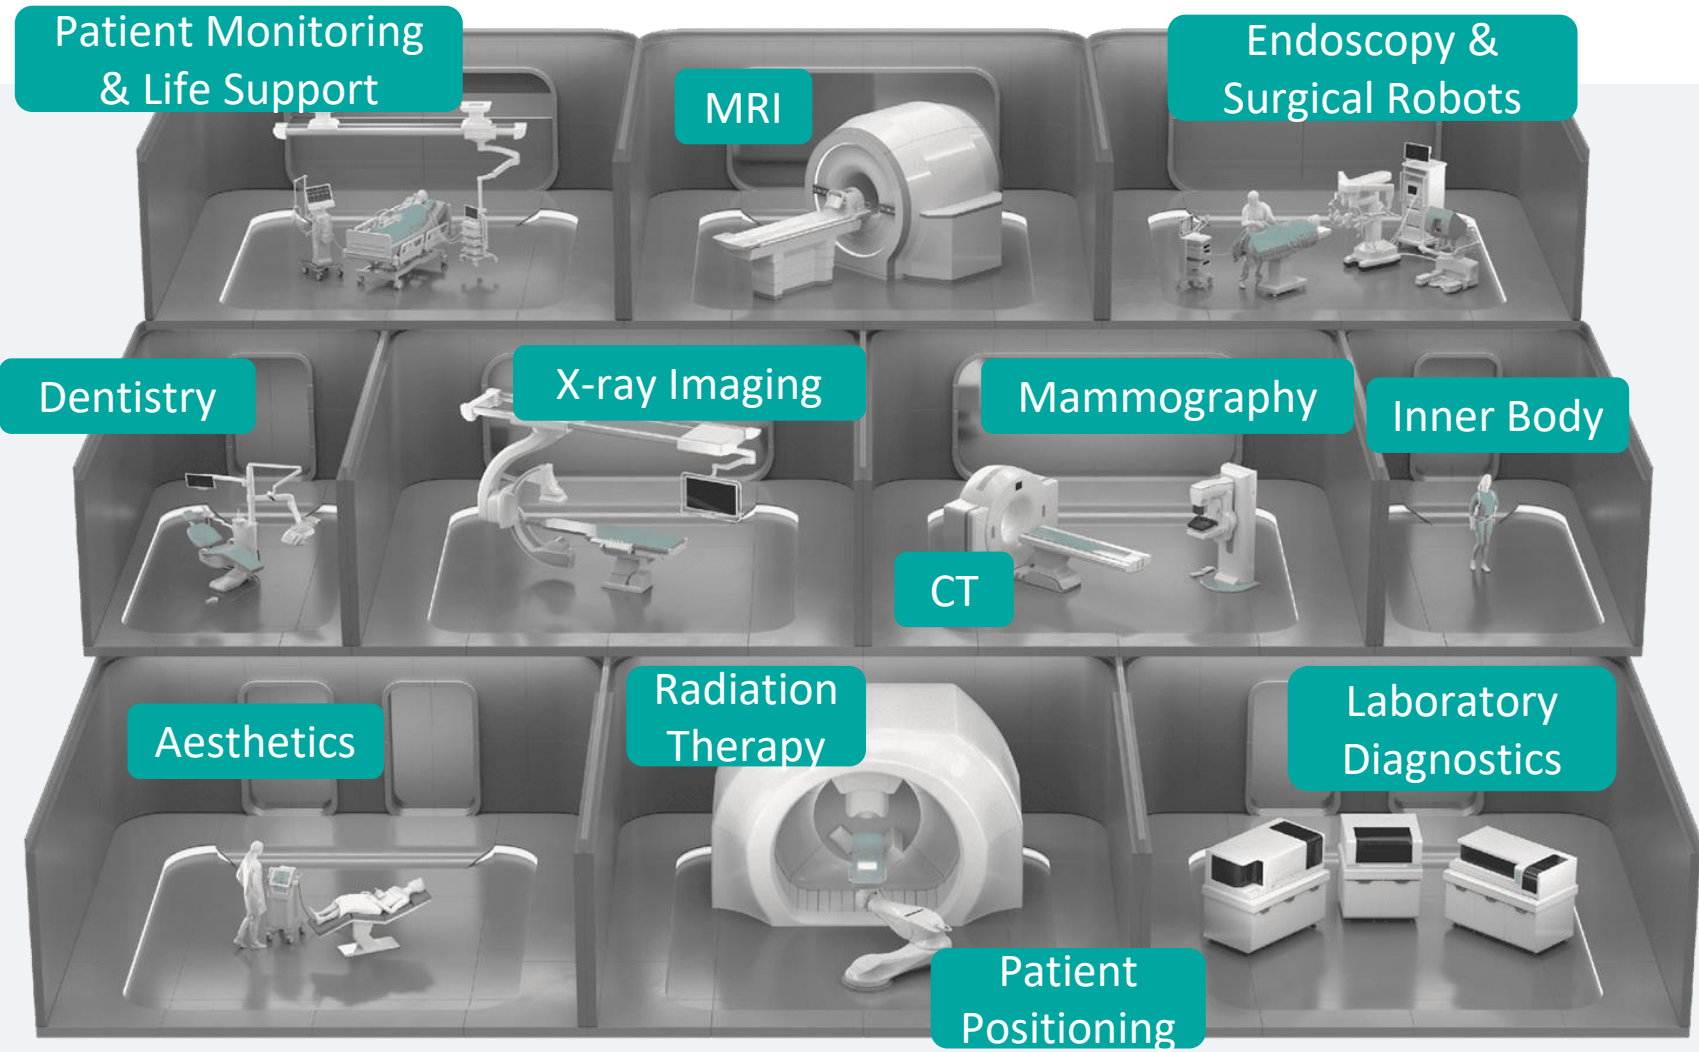 Patient Monitoring
& Life Support
MRI
Endoscopy &
Surgical Robots
Dentistry
X-ray Imaging
Mammography
Inner Body
CT
Aesthetics
Radiation
Therapy
Laboratory
Diagnostics
Patient
Positioning